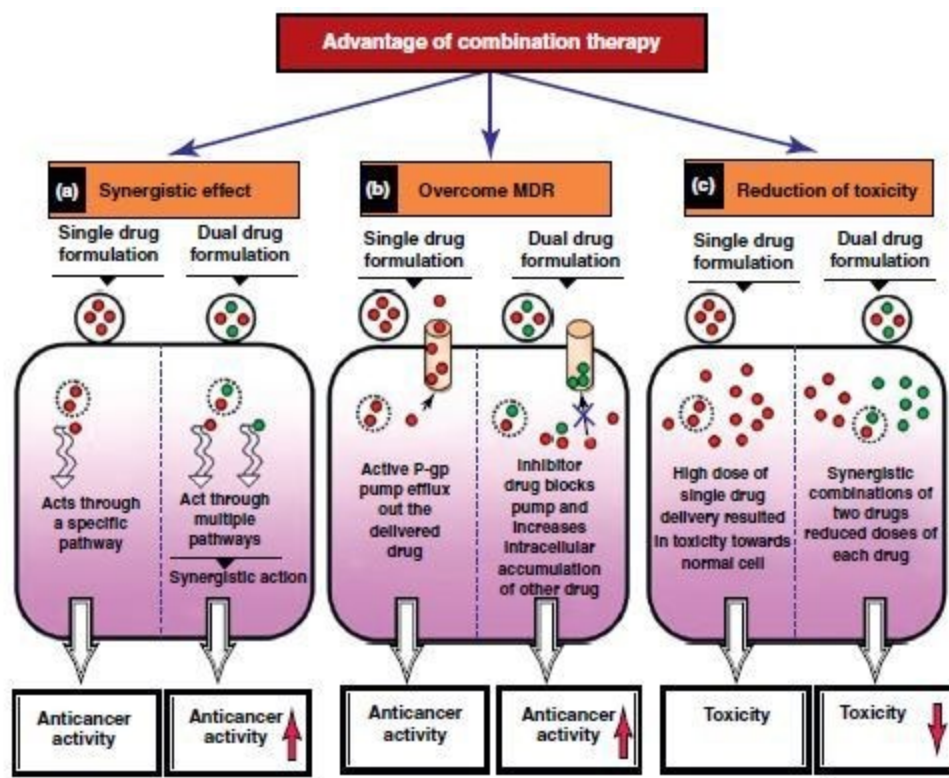 Advantage of combination therapy
(a) Synergistic effect
Single drug
formulation
Dual drug
formulation
Acts through
a specific
pathway
Act through
multiple
pathways
Synergistic action
Anticancer
activity
Anticancer
activity
(b) Overcome MDR
Single drug
formulation
Dual drug
formulation
Active P-gp
pump efflux
out the
delivered
drug
Inhibitor
drug blocks
pump and
increases
intracellular
accumulation
of other drug
Anticancer
activity
Anticancer
activity
(c) Reduction of toxicity
Single drug
formulation
Dual drug
formulation
High dose of
single drug
delivery resulted
in toxicity towards
normal cell
Synergistic
combinations of
two drugs
reduced doses of
each drug
Toxicity
Toxicity